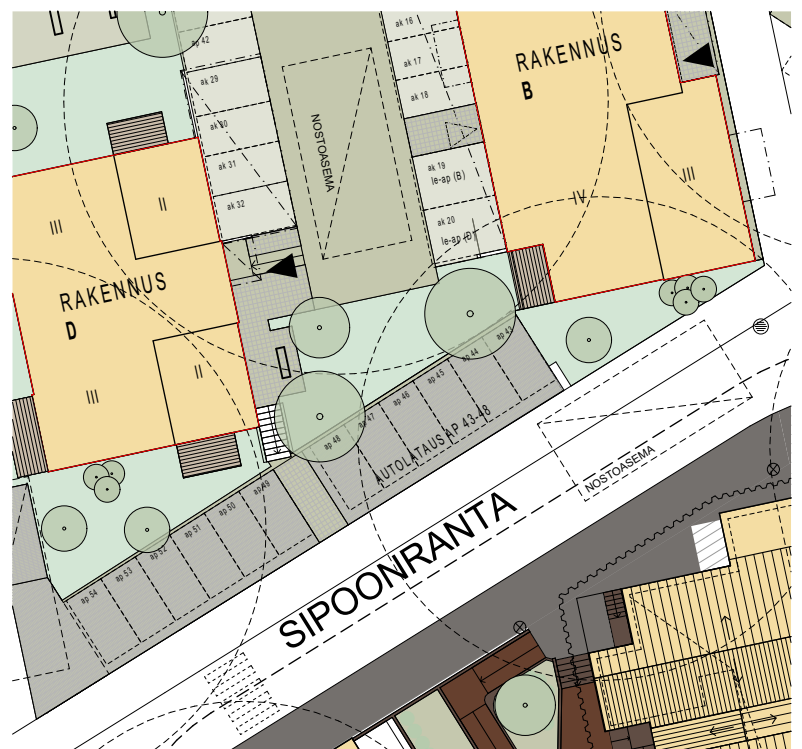 ap 42
ak 29
ak 30
ak 31
ak 32
ak 16
ak 17
ak 18
ak 19
le-ap (B)
ak 20
le-ap (D)
NOSTOASEMA
RAKENNUS
B
IV
III
III
II
RAKENNUS
D
III
II
ap 43
ap 44
ap 45
ap 46
ap 47
ap 48
AUTOLATAUS AP 43-48
ap 49
ap 50
ap 51
ap 52
ap 53
ap 54
NOSTOASEMA
SIPOONRANTA